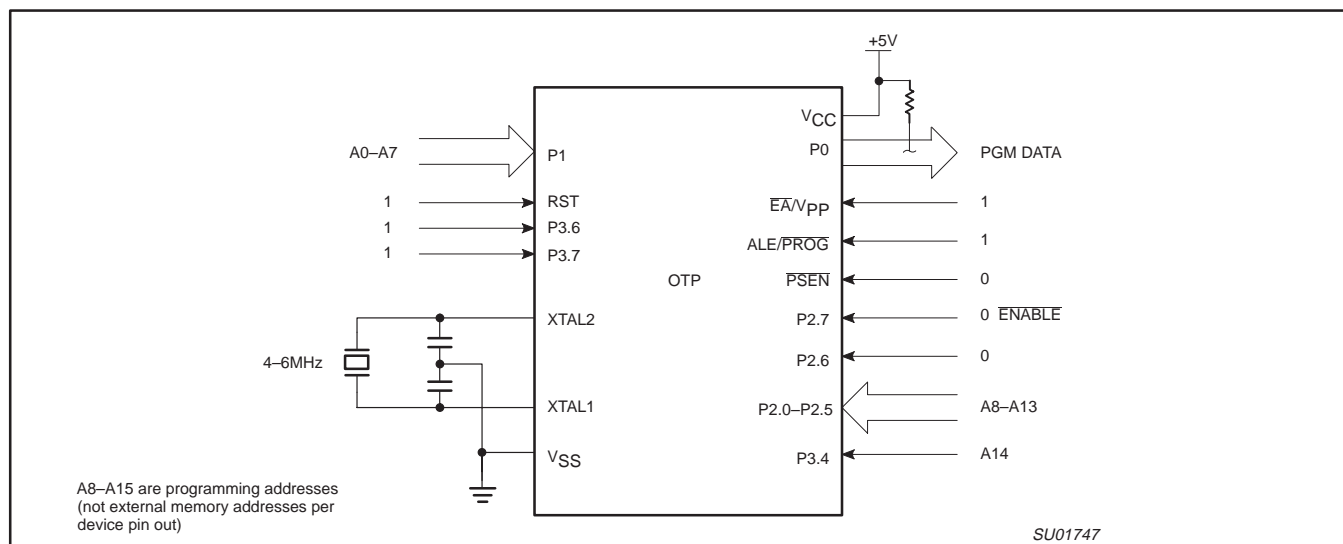 +5V
VCC
A0–A7
P1
P0
PGM DATA
1
RST
EA/VPP
1
1
P3.6
ALE/PROG
1
1
P3.7
OTP
PSEN
0
XTAL2
P2.7
0 ENABLE
4–6MHz
P2.6
0
XTAL1
P2.0–P2.5
A8–A13
VSS
P3.4
A14
A8–A15 are programming addresses
(not external memory addresses per
device pin out)
SU01747